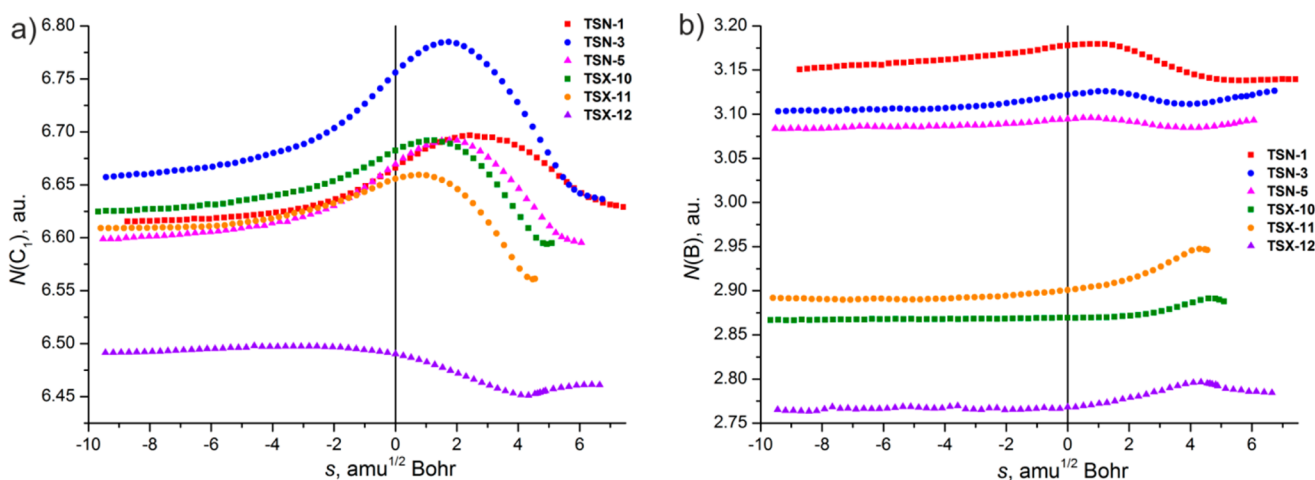 a)
6.80
6.75
6.70
6.65
6.60
6.55
6.50
6.45
N(C₁), au.
-10 -8 -6 -4 -2 0 2 4 6
s, amu¹ᐟ² Bohr
TSN-1
TSN-3
TSN-5
TSX-10
TSX-11
TSX-12
b)
3.20
3.15
3.10
3.05
3.00
2.95
2.90
2.85
2.80
2.75
N(B), au.
-10 -8 -6 -4 -2 0 2 4 6
s, amu¹ᐟ² Bohr
TSN-1
TSN-3
TSN-5
TSX-10
TSX-11
TSX-12